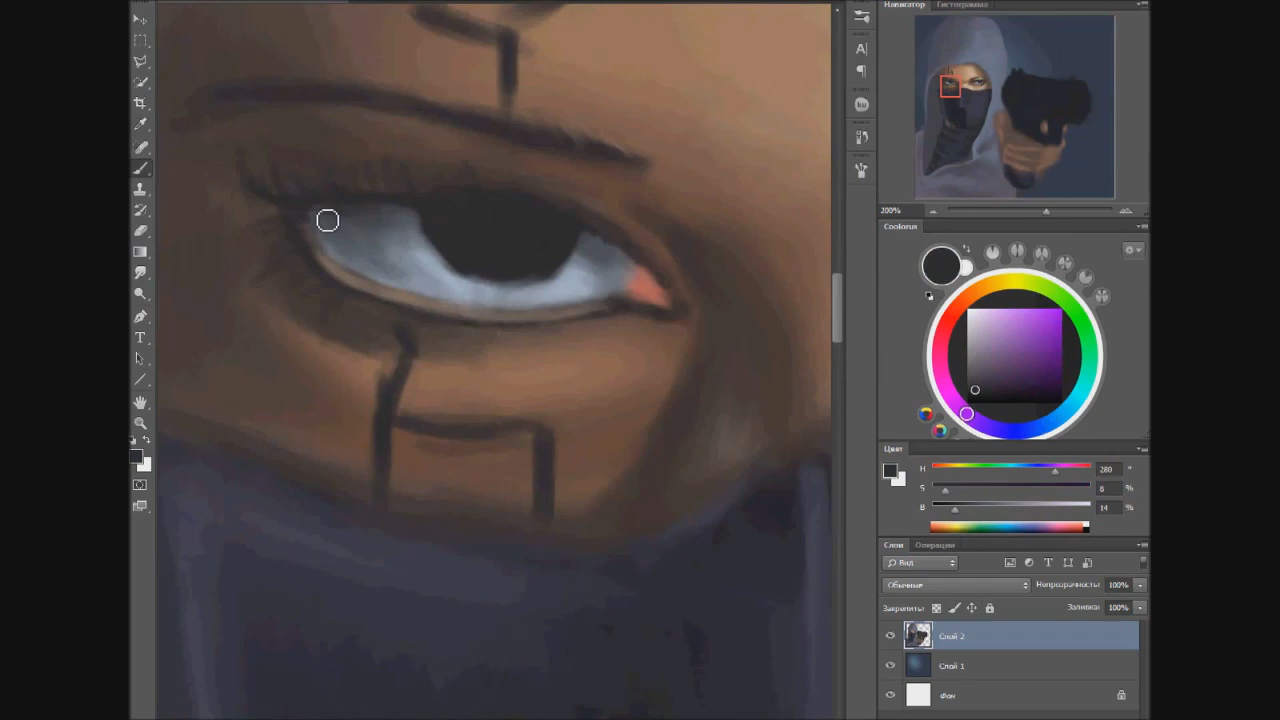 Навигатор Гистограмма
200%
Coolorus
Цвет
H 280 °
S 6 %
B 14 %
Слои Операции
Вид
Обычные Непрозрачность: 100%
Закрепить: Заливка: 100%
Слой 2
Слой 1
Фон